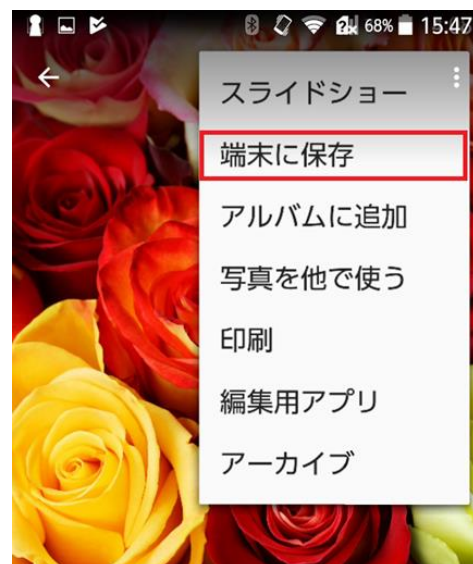 68% 15:47
スライドショー
端末に保存
アルバムに追加
写真を他で使う
印刷
編集用アプリ
アーカイブ